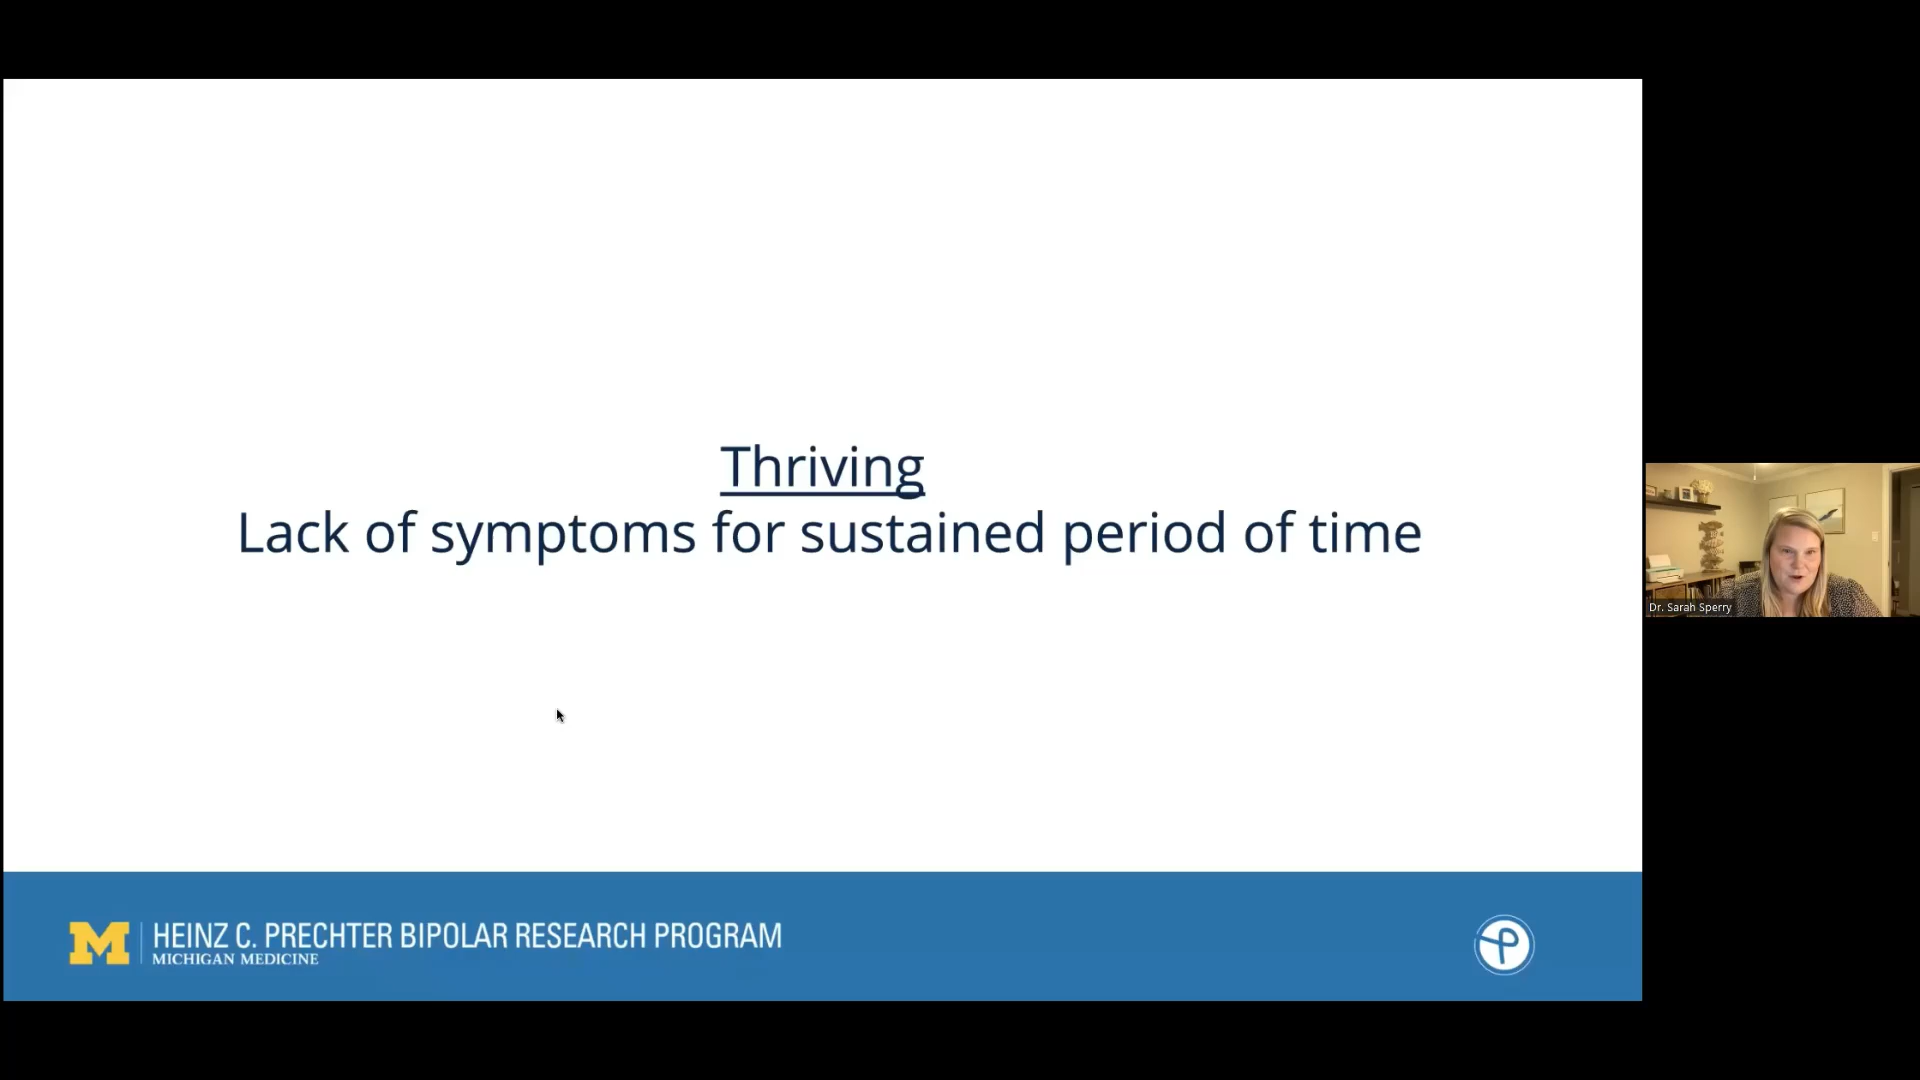 Thriving
Lack of symptoms for sustained period of time
Dr. Sarah Sperry
M
HEINZ C. PRECHTER BIPOLAR RESEARCH PROGRAM
MICHIGAN MEDICINE